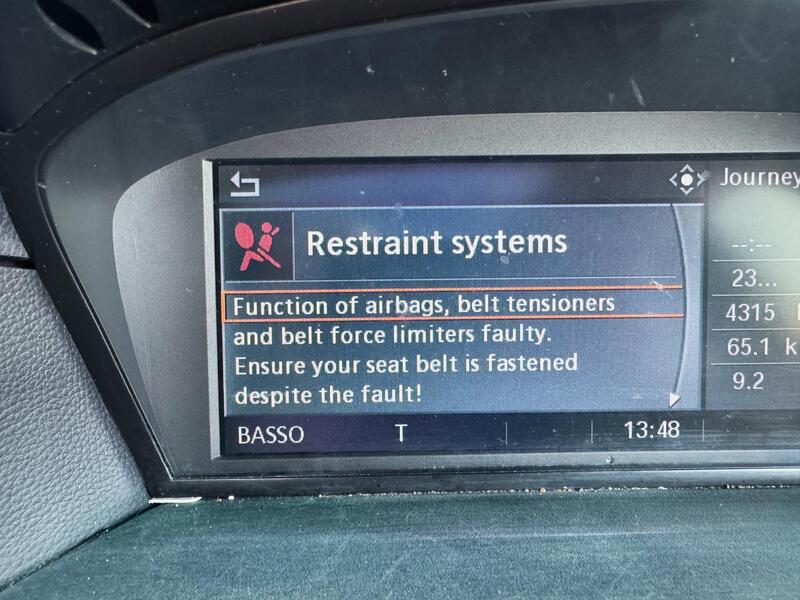 Journey
Restraint systems
--:--
23...
Function of airbags, belt tensioners
4315
and belt force limiters faulty.
65.1 k
Ensure your seat belt is fastened
9.2
despite the fault!
BASSO T 13:48